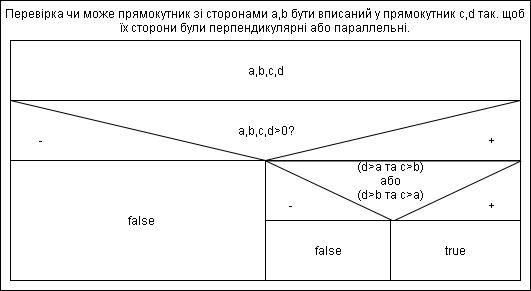 Перевірка чи може прямокутник зі сторонами a,b бути вписаний у прямокутник c,d так. щоб
їх сторони були перпендикулярні або параллельні.
a,b,c,d
a,b,c,d>0?
-
+
(d>a та c>b)
або
(d>b та c>a)
-
+
false
false
true